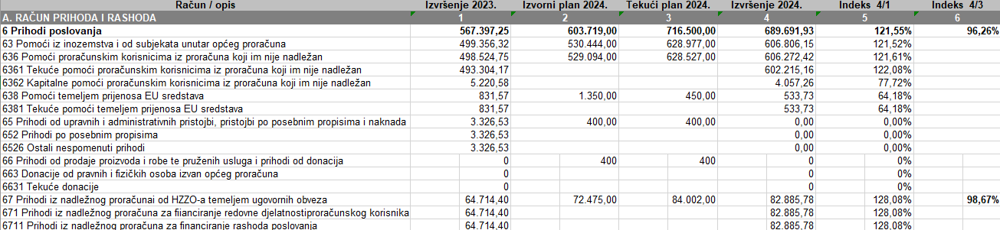 Račun / opis Izvršenje 2023. Izvorni plan 2024. Tekući plan 2024. Izvršenje 2024. Indeks 4/1 Indeks 4/3
A. RAČUN PRIHODA I RASHODA 1 2 3 4 5 6
6 Prihodi poslovanja 567.397,25 603.719,00 716.500,00 689.691,93 121,55% 96,26%
63 Pomoći iz inozemstva i od subjekata unutar općeg proračuna 499.356,32 530.444,00 628.977,00 606.806,15 121,52%
636 Pomoći proračunskim korisnicima iz proračuna koji im nije nadležan 498.524,75 529.094,00 628.527,00 606.272,42 121,61%
6361 Tekuće pomoći proračunskim korisnicima iz proračuna koji im nije nadležan 493.304,17 602.215,16 122,08%
6362 Kapitalne pomoći proračunskim korisnicima iz proračuna koji im nije nadležan 5.220,58 4.057,26 77,72%
638 Pomoći temeljem prijenosa EU sredstava 831,57 1.350,00 450,00 533,73 64,18%
6381 Tekuće pomoći temeljem prijenosa EU sredstava 831,57 533,73 64,18%
65 Prihodi od upravnih i administrativnih pristojbi, pristojbi po posebnim propisima i naknada 3.326,53 400,00 400,00 0,00 0,00%
652 Prihodi po posebnim propisima 3.326,53 0,00 0,00%
6526 Ostali nespomenuti prihodi 3.326,53 0,00 0,00%
66 Prihodi od prodaje proizvoda i robe te pruženih usluga i prihodi od donacija 0 400 400 0 0%
663 Donacije od pravnih i fizičkih osoba izvan općeg proračuna 0 0 0%
6631 Tekuće donacije 0 0 0%
67 Prihodi iz nadležnog proračunai od HZZO-a temeljem ugovornih obveza 64.714,40 72.475,00 84.002,00 82.885,78 128,08% 98,67%
671 Prihodi iz nadležnog proračuna za fiianciranje redovne djelatnostiproračunskog korisnika 64.714,40 82.885,78 128,08%
6711 Prihodi iz nadležnog proračuna za financiranje rashoda poslovanja 64.714,40 82.885,78 128,08%